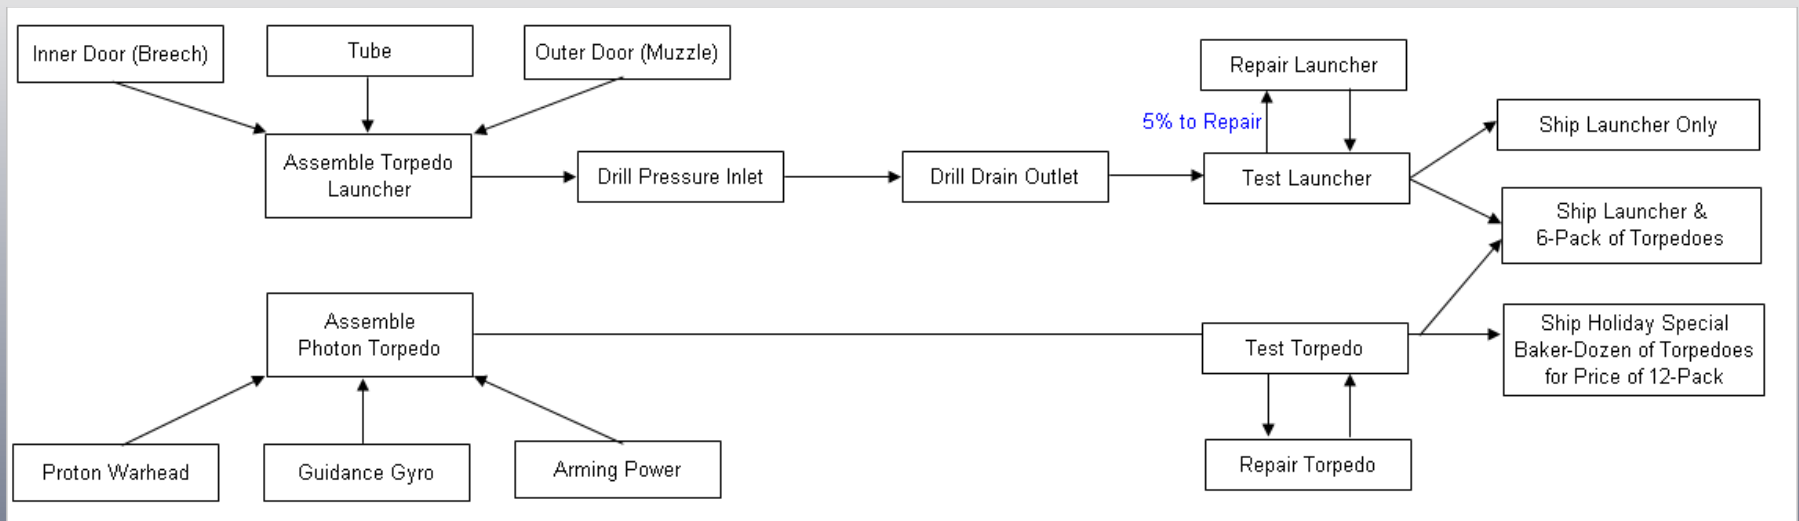 Inner Door (Breech)
Tube
Outer Door (Muzzle)
Repair Launcher
5% to Repair
Ship Launcher Only
Assemble Torpedo
Launcher
Drill Pressure Inlet
Drill Drain Outlet
Test Launcher
Ship Launcher &
6-Pack of Torpedoes
Assemble
Photon Torpedo
Test Torpedo
Ship Holiday Special
Baker-Dozen of Torpedoes
for Price of 12-Pack
Proton Warhead
Guidance Gyro
Arming Power
Repair Torpedo